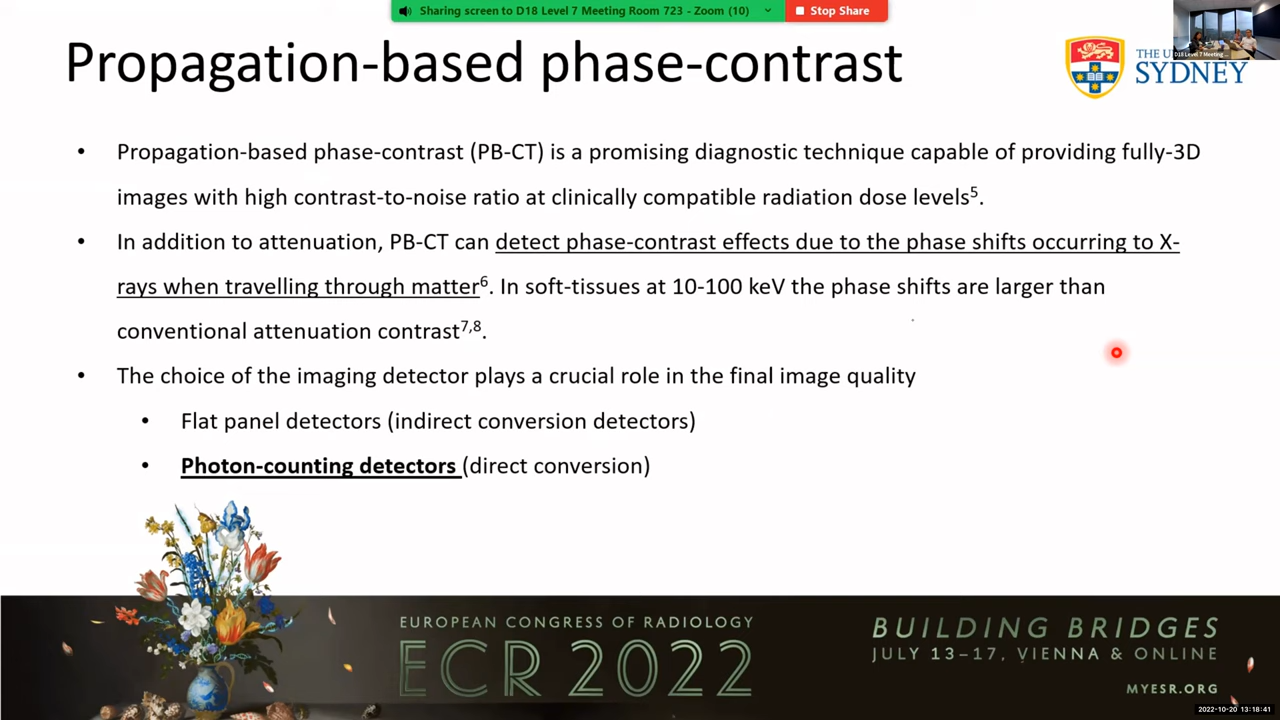 Sharing screen to D18 Level 7 Meeting Room 723 - Zoom (10)
Stop Share
Propagation-based phase-contrast
THE U
SYDNEY
D18 Level 7 Meeting
• Propagation-based phase-contrast (PB-CT) is a promising diagnostic technique capable of providing fully-3D
images with high contrast-to-noise ratio at clinically compatible radiation dose levels⁵.
• In addition to attenuation, PB-CT can detect phase-contrast effects due to the phase shifts occurring to X-
rays when travelling through matter⁶. In soft-tissues at 10-100 keV the phase shifts are larger than
conventional attenuation contrast⁷,⁸.
• The choice of the imaging detector plays a crucial role in the final image quality
• Flat panel detectors (indirect conversion detectors)
• Photon-counting detectors (direct conversion)
EUROPEAN CONGRESS OF RADIOLOGY
ECR 2022
BUILDING BRIDGES
JULY 13–17, VIENNA & ONLINE
MYESR.ORG
2022-10-20 13:18:41